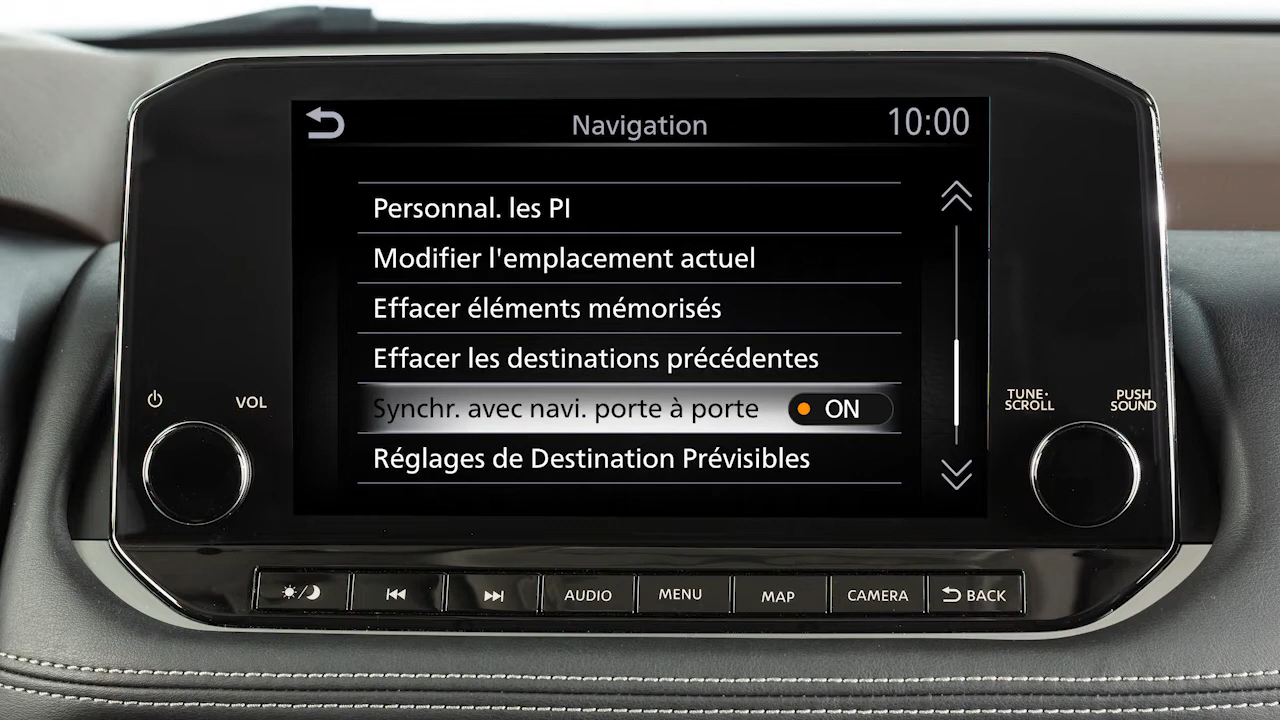 Navigation
10:00
Personnal. les PI
Modifier l'emplacement actuel
Effacer éléments mémorisés
Effacer les destinations précédentes
Synchr. avec navi. porte à porte ON
Réglages de Destination Prévisibles
VOL
TUNE·
SCROLL
PUSH
SOUND
AUDIO
MENU
MAP
CAMERA
BACK